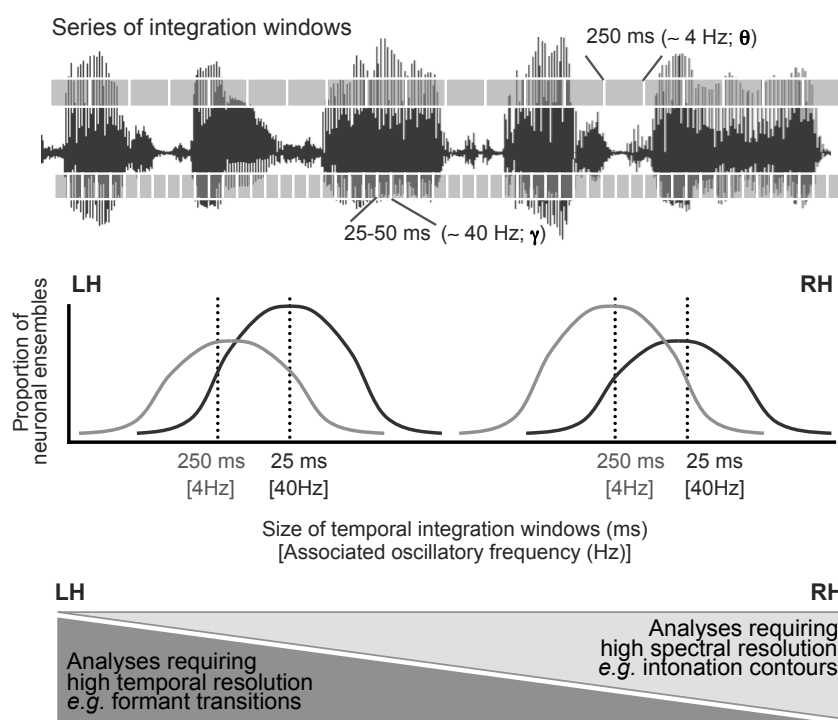 Series of integration windows
250 ms (~ 4 Hz; θ)
25-50 ms (~ 40 Hz; γ)
LH
RH
Proportion of
neuronal ensembles
250 ms
[4Hz]
25 ms
[40Hz]
250 ms
[4Hz]
25 ms
[40Hz]
Size of temporal integration windows (ms)
[Associated oscillatory frequency (Hz)]
LH
RH
Analyses requiring
high temporal resolution
e.g. formant transitions
Analyses requiring
high spectral resolution
e.g. intonation contours